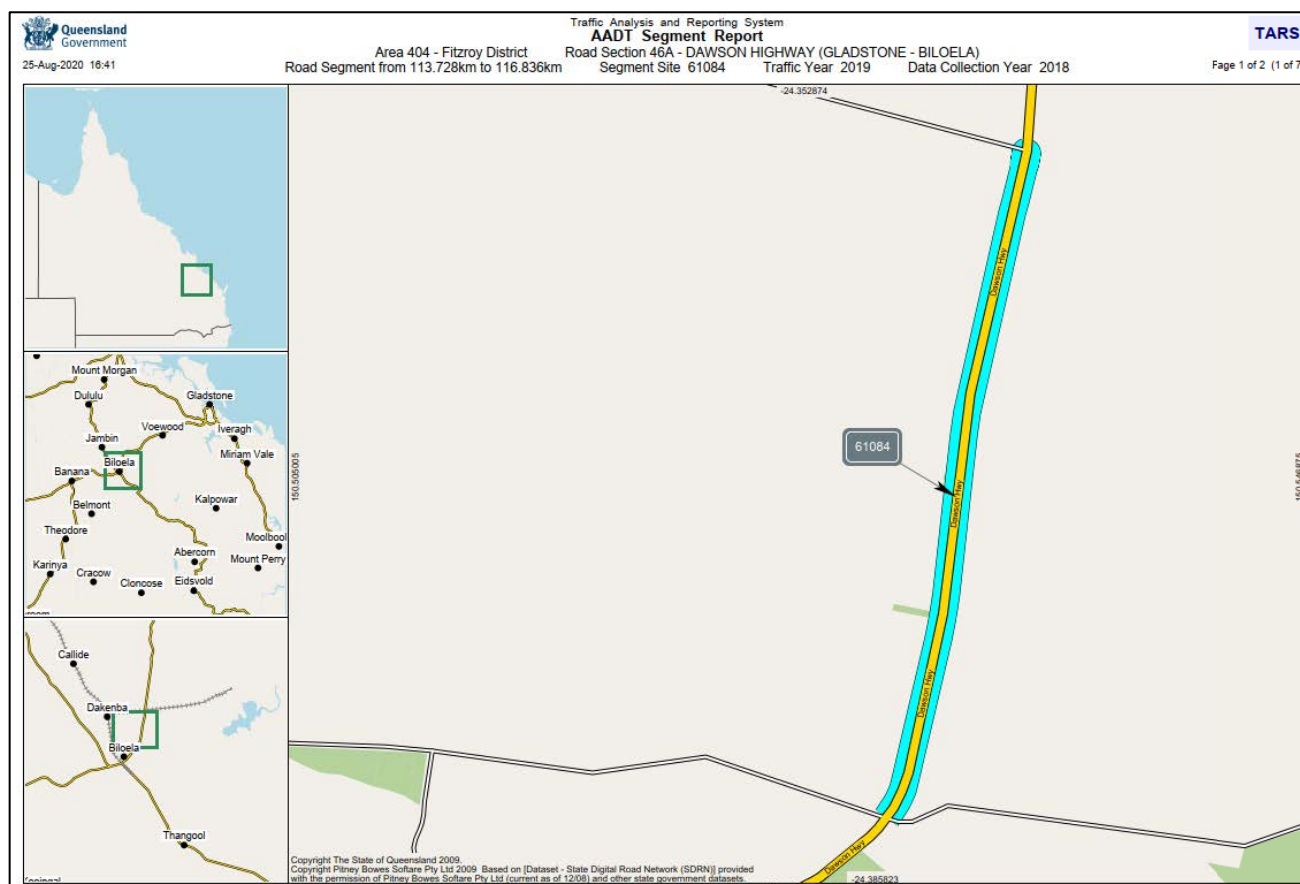 Queensland
Government
25-Aug-2020 16:41
Traffic Analysis and Reporting System
AADT Segment Report
Area 404 - Fitzroy District Road Section 46A - DAWSON HIGHWAY (GLADSTONE - BILOELA)
Road Segment from 113.728km to 116.836km Segment Site 61084 Traffic Year 2019 Data Collection Year 2018
TARS
Page 1 of 2 (1 of 7
Mount Morgan
Dululu
Gladstone
Voewood
Iveragh
Jambin
Miriam Vale
Biloela
Banana
Kalpowar
Belmont
Theodore
Moolbool
Abercorn
Mount Perry
Karinya
Cracow
Cloncose
Eidsvold
Callide
Dakenba
Biloela
Thangool
-24.352874
150.505005
150.546875
Dawson Hwy
61084
Dawson Hwy
Dawson Hwy
Dawson Hwy
-24.385823
Copyright The State of Queensland 2009.
Copyright Pitney Bowes Softare Pty Ltd 2009 Based on [Dataset - State Digital Road Network (SDRN)] provided
with the permission of Pitney Bowes Softare Pty Ltd (current as of 12/08) and other state government datasets.